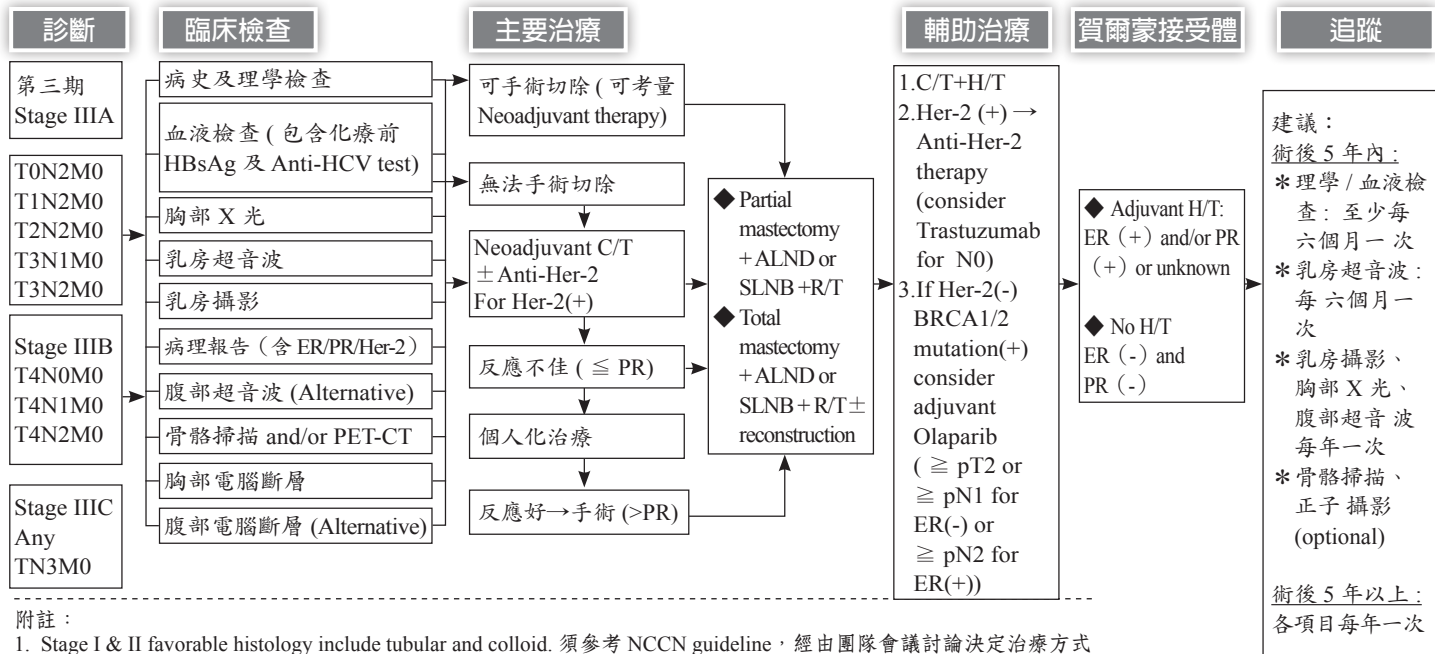 診斷
臨床檢查
主要治療
輔助治療
賀爾蒙接受體
追蹤
第三期
Stage IIIA
T0N2M0
T1N2M0
T2N2M0
T3N1M0
T3N2M0
Stage IIIB
T4N0M0
T4N1M0
T4N2M0
Stage IIIC
Any
TN3M0
病史及理學檢查
血液檢查 ( 包含化療前
HBsAg 及 Anti-HCV test)
胸部 X 光
乳房超音波
乳房攝影
病理報告（含 ER/PR/Her-2）
腹部超音波 (Alternative)
骨骼掃描 and/or PET-CT
胸部電腦斷層
腹部電腦斷層 (Alternative)
可手術切除 ( 可考量
Neoadjuvant therapy)
無法手術切除
Neoadjuvant C/T
± Anti-Her-2
For Her-2(+)
反應不佳 ( ≦ PR)
個人化治療
反應好→手術 (>PR)
◆ Partial
mastectomy
+ALND or
SLNB +R/T
◆ Total
mastectomy
+ALND or
SLNB + R/T ±
reconstruction
1.C/T+H/T
2.Her-2 (+) →
Anti-Her-2
therapy
(consider
Trastuzumab
for N0)
3.If Her-2(-)
BRCA1/2
mutation(+)
consider
adjuvant
Olaparib
( ≧ pT2 or
≧ pN1 for
ER(-) or
≧ pN2 for
ER(+))
◆ Adjuvant H/T:
ER（+）and/or PR
（+）or unknown
◆ No H/T
ER（-）and
PR（-）
建議：
術後 5 年內 :
＊理學 / 血液檢
查 : 至少每
六個月一 次
＊乳房超音波 :
每 六個月一
次
＊乳房攝影、
胸部 X 光、
腹部超音 波
每年一次
＊骨骼掃描、
正子 攝影
(optional)
術後 5 年以上 :
各項目每年一次
附註：
1. Stage I & II favorable histology include tubular and colloid. 須參考 NCCN guideline，經由團隊會議討論決定治療方式